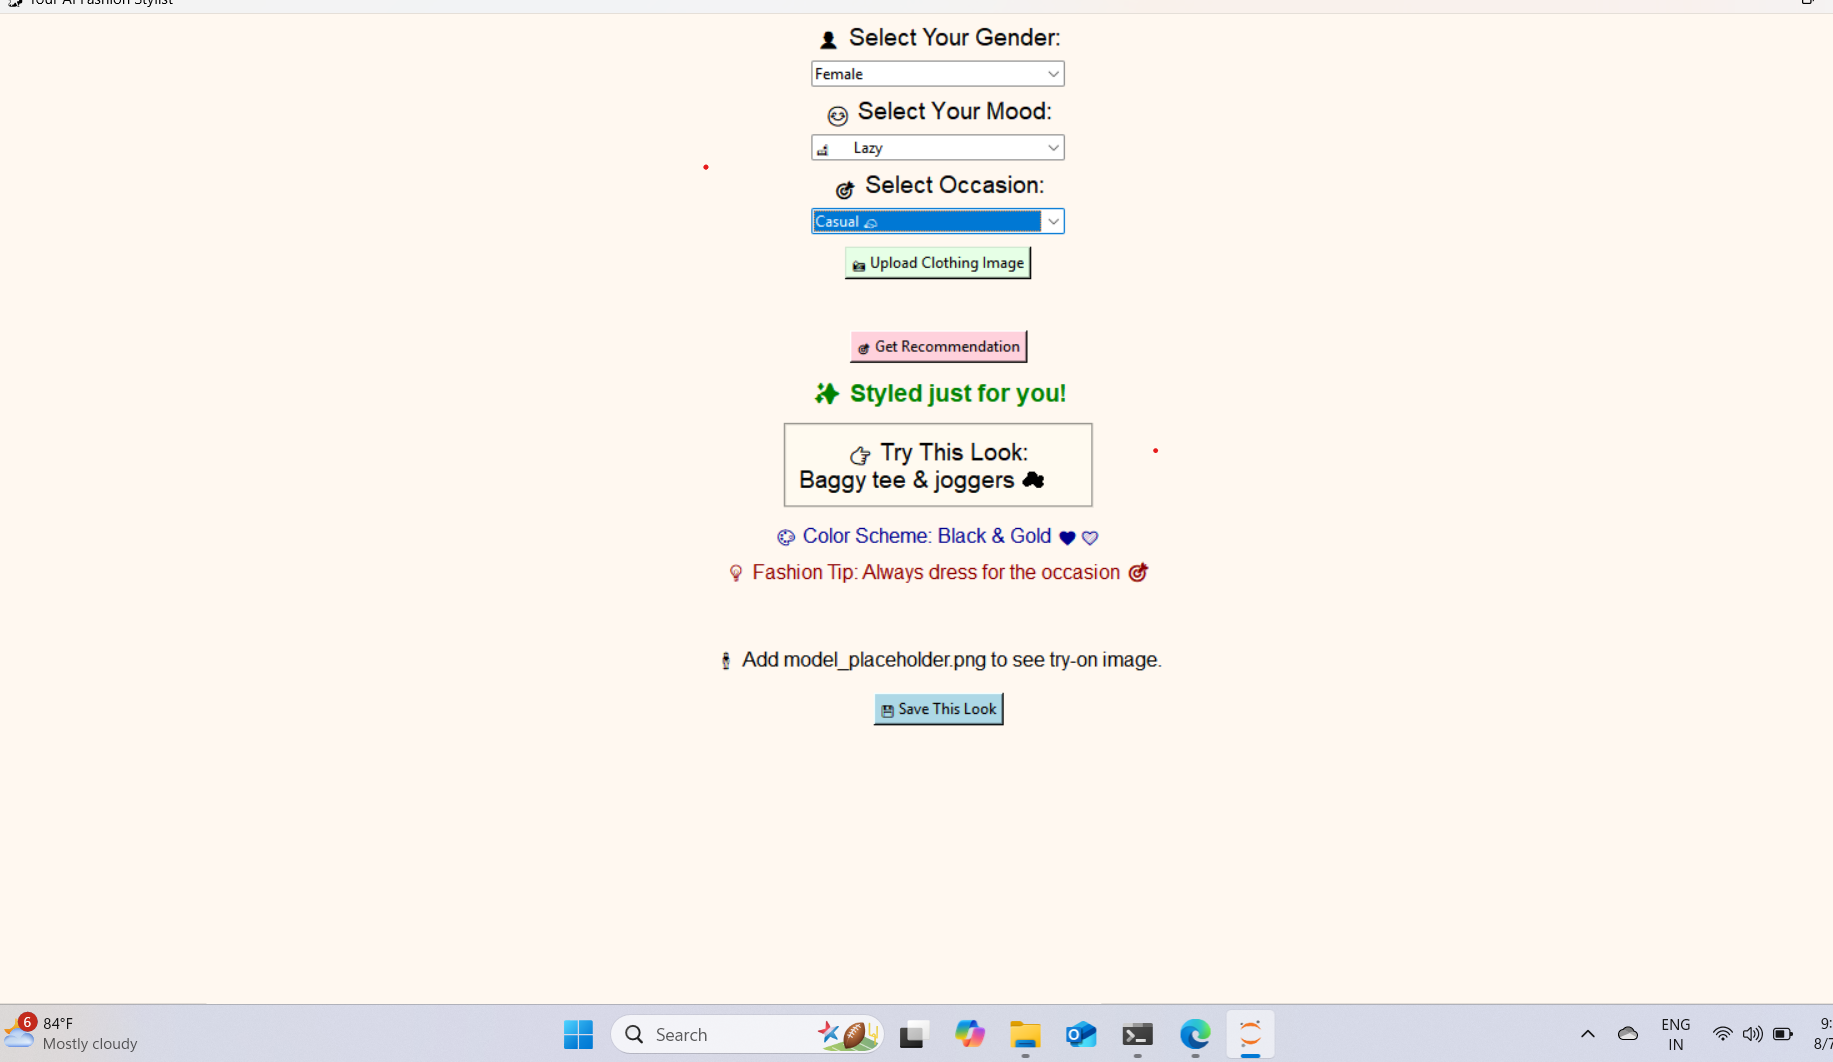 Your AI Fashion Stylist
Select Your Gender:
Female
Select Your Mood:
Lazy
Select Occasion:
Casual
Upload Clothing Image
Get Recommendation
Styled just for you!
Try This Look:
Baggy tee & joggers
Color Scheme: Black & Gold
Fashion Tip: Always dress for the occasion
Add model_placeholder.png to see try-on image.
Save This Look
6
84°F
Mostly cloudy
Search
ENG
IN
9:
8/7